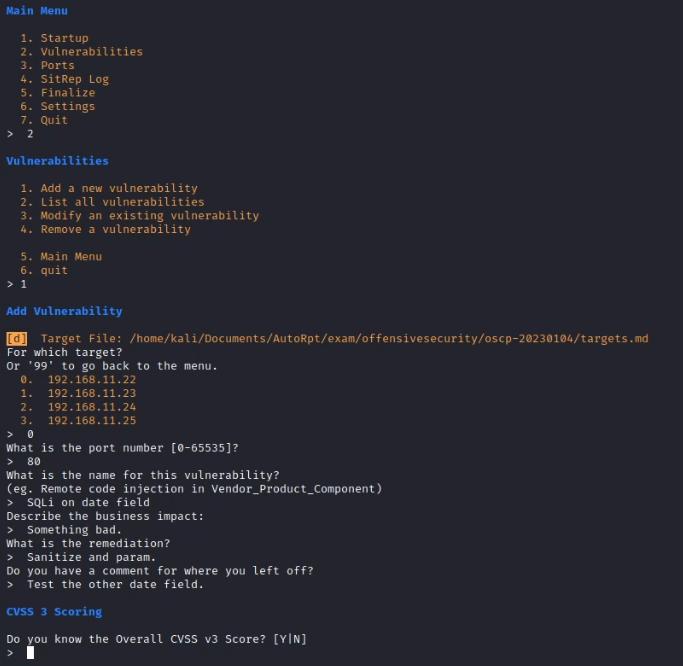 Main Menu
1. Startup
2. Vulnerabilities
3. Ports
4. SitRep Log
5. Finalize
6. Settings
7. Quit
> 2
Vulnerabilities
1. Add a new vulnerability
2. List all vulnerabilities
3. Modify an existing vulnerability
4. Remove a vulnerability
5. Main Menu
6. quit
> 1
Add Vulnerability
[d] Target File: /home/kali/Documents/AutoRpt/exam/offensivesecurity/oscp-20230104/targets.md
For which target?
Or '99' to go back to the menu.
0. 192.168.11.22
1. 192.168.11.23
2. 192.168.11.24
3. 192.168.11.25
> 0
What is the port number [0-65535]?
> 80
What is the name for this vulnerability?
(eg. Remote code injection in Vendor_Product_Component)
> SQLi on date field
Describe the business impact:
> Something bad.
What is the remediation?
> Sanitize and param.
Do you have a comment for where you left off?
> Test the other date field.
CVSS 3 Scoring
Do you know the Overall CVSS v3 Score? [Y|N]
>